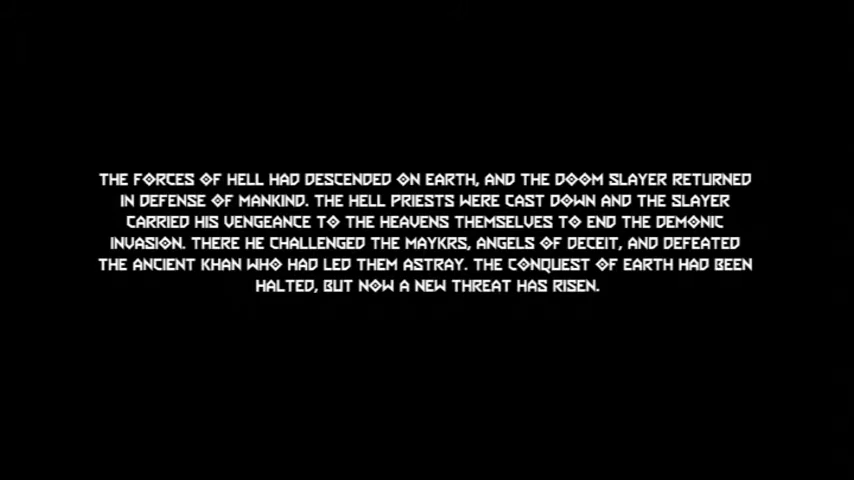 THE FORCES OF HELL HAD DESCENDED ON EARTH, AND THE DOOM SLAYER RETURNED
IN DEFENSE OF MANKIND. THE HELL PRIESTS WERE CAST DOWN AND THE SLAYER
CARRIED HIS VENGEANCE TO THE HEAVENS THEMSELVES TO END THE DEMONIC
INVASION. THERE HE CHALLENGED THE MAYKRS, ANGELS OF DECEIT, AND DEFEATED
THE ANCIENT KHAN WHO HAD LED THEM ASTRAY. THE CONQUEST OF EARTH HAD BEEN
HALTED, BUT NOW A NEW THREAT HAS RISEN.